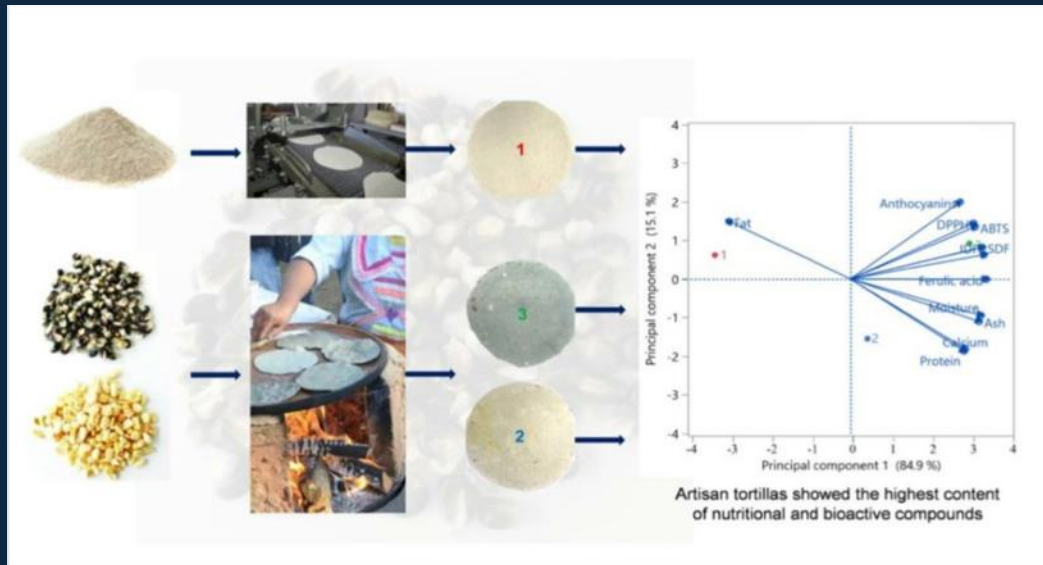 1
3
2
4
3
2
1
0
-1
-2
-3
-4
-4
-3
-2
-1
0
1
2
3
4
Principal component 2 (15.1 %)
Principal component 1 (84.9 %)
Fat
1
Anthocyanins
DPPH
ABTS
SDF
Ferulic acid
Moisture
Ash
2
Calcium
Protein
Artisan tortillas showed the highest content
of nutritional and bioactive compounds